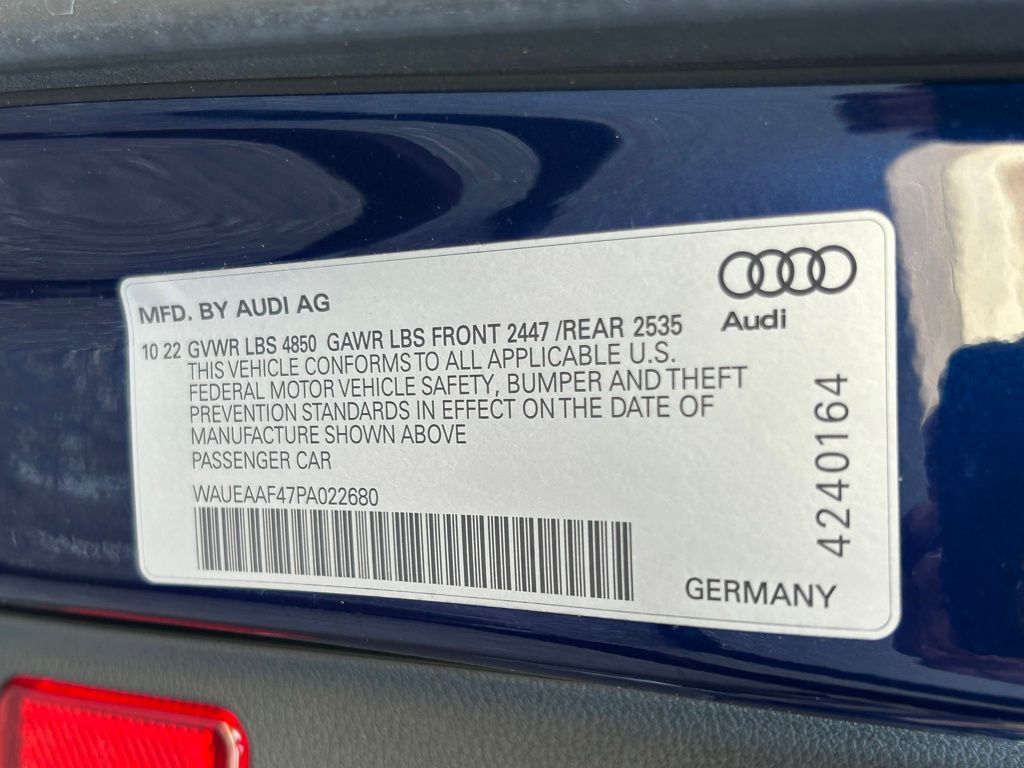 MFD. BY AUDI AG
Audi
10 22 GVWR LBS 4850 GAWR LBS FRONT 2447 /REAR 2535
THIS VEHICLE CONFORMS TO ALL APPLICABLE U.S.
FEDERAL MOTOR VEHICLE SAFETY, BUMPER AND THEFT
PREVENTION STANDARDS IN EFFECT ON THE DATE OF
MANUFACTURE SHOWN ABOVE
PASSENGER CAR
WAUEAAF47PA022680
4240164
GERMANY